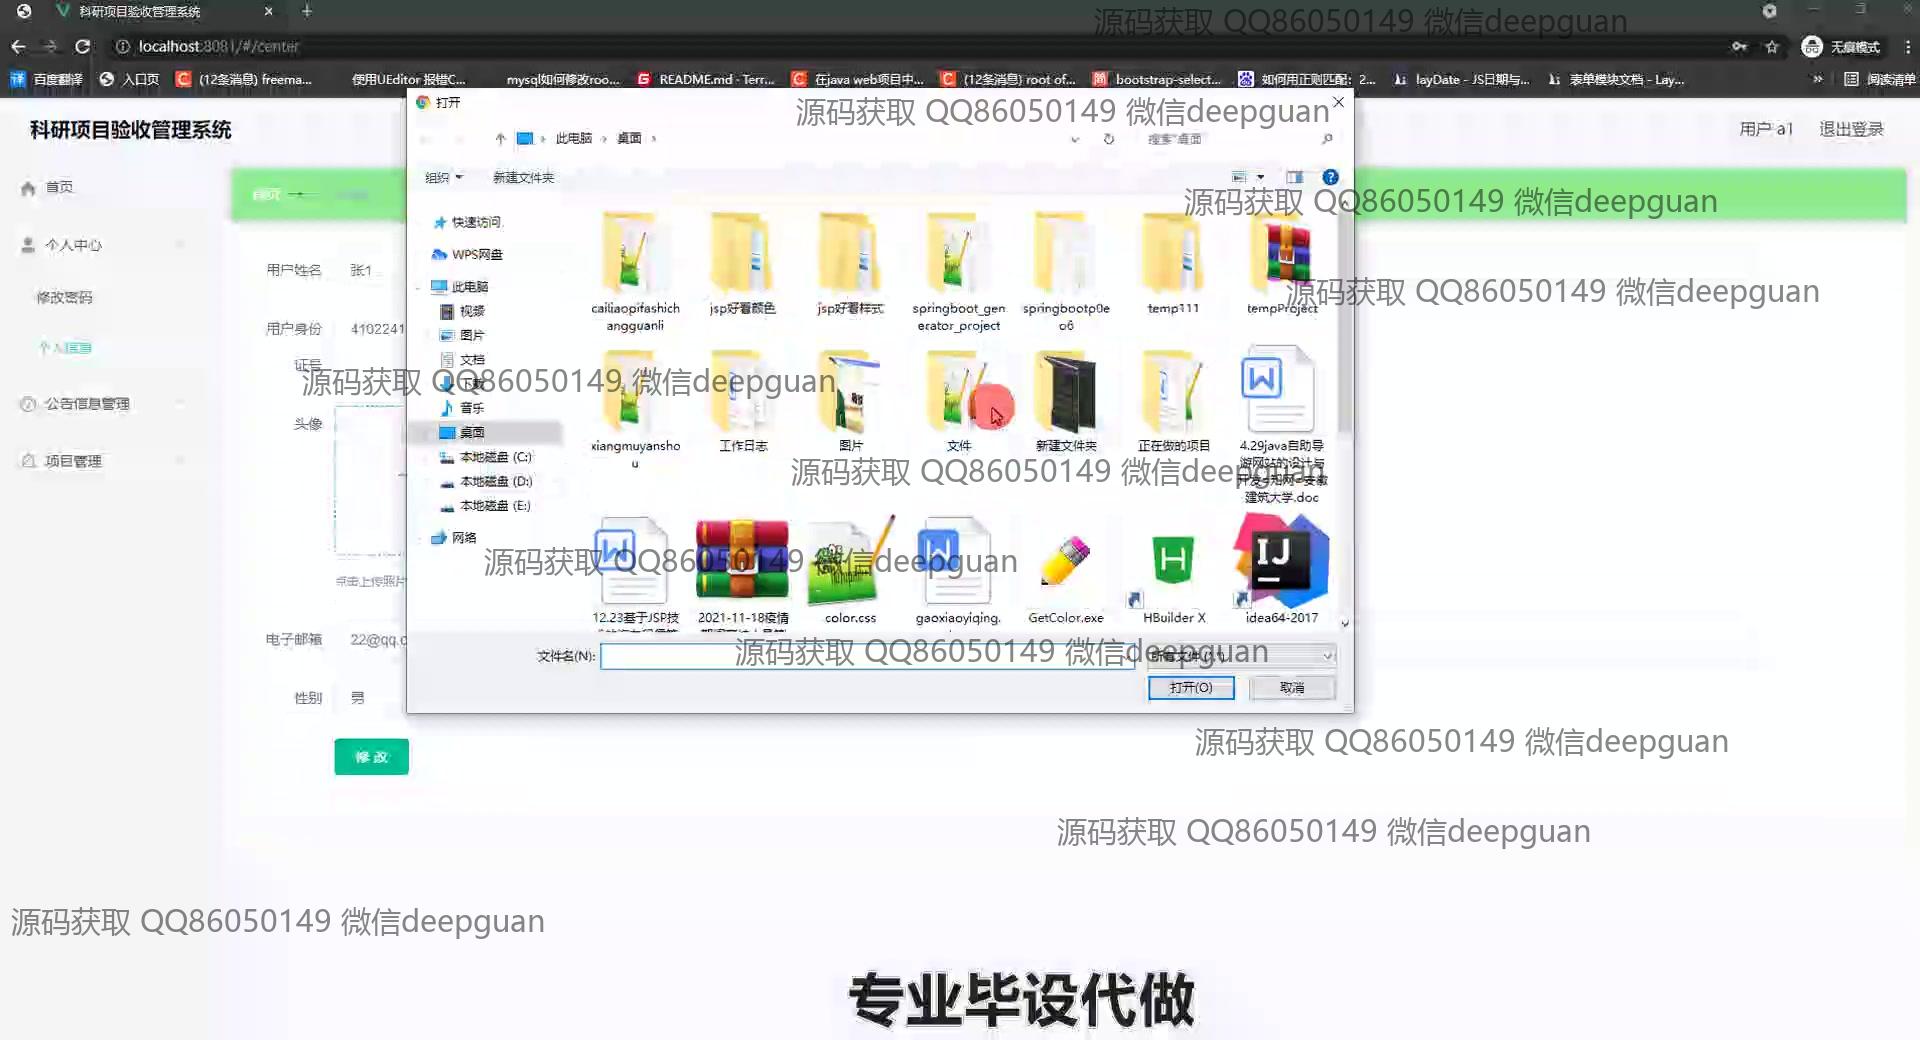 科研项目验收管理系统
源码获取 QQ86050149 微信deepguan
localhost:8081/#/center
无痕模式
百度翻译
入口页
(12条消息) freema...
使用UEditor 报错C...
mysql如何修改roo...
README.md · Terr...
在java web项目中...
(12条消息) root of...
bootstrap-select...
如何用正则匹配: 2...
layDate - JS日期与...
表单模块文档 - Lay...
»
阅读清单
打开
源码获取 QQ86050149 微信deepguan
科研项目验收管理系统
用户 a1
退出登录
此电脑
桌面
搜索"桌面"
组织
新建文件夹
源码获取 QQ86050149 微信deepguan
首页
个人中心
修改密码
个人信息
公告信息管理
项目管理
首页
用户姓名
张1
用户身份
证号
4102241
头像
点击上传照片
电子邮箱
22@qq.c
性别
男
修改
快速访问
WPS网盘
此电脑
视频
图片
文档
下载
音乐
桌面
本地磁盘 (C:)
本地磁盘 (D:)
本地磁盘 (E:)
网络
cailiaopifashich
angguanli
jsp好看颜色
jsp好看样式
springboot_gen
erator_project
springbootp0e
o6
temp111
tempProject
源码获取 QQ86050149 微信deepguan
源码获取 QQ86050149 微信deepguan
xiangmuyansho
u
工作日志
图片
文件
新建文件夹
正在做的项目
4.29java自助导
游网站的设计与
建筑大学.doc
源码获取 QQ86050149 微信deepguan
源码获取 QQ86050149 微信deepguan
12.23基于JSP技
2021-11-18疫情
color.css
gaoxiaoyiqing.
GetColor.exe
HBuilder X
idea64-2017
文件名(N):
所有文件 (*.*)
源码获取 QQ86050149 微信deepguan
打开(O)
取消
源码获取 QQ86050149 微信deepguan
源码获取 QQ86050149 微信deepguan
源码获取 QQ86050149 微信deepguan
专业毕设代做